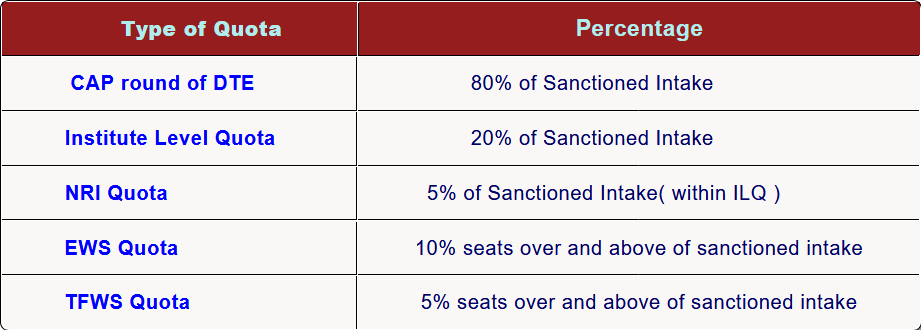 Type of Quota Percentage
CAP round of DTE 80% of Sanctioned Intake
Institute Level Quota 20% of Sanctioned Intake
NRI Quota 5% of Sanctioned Intake( within ILQ )
EWS Quota 10% seats over and above of sanctioned intake
TFWS Quota 5% seats over and above of sanctioned intake